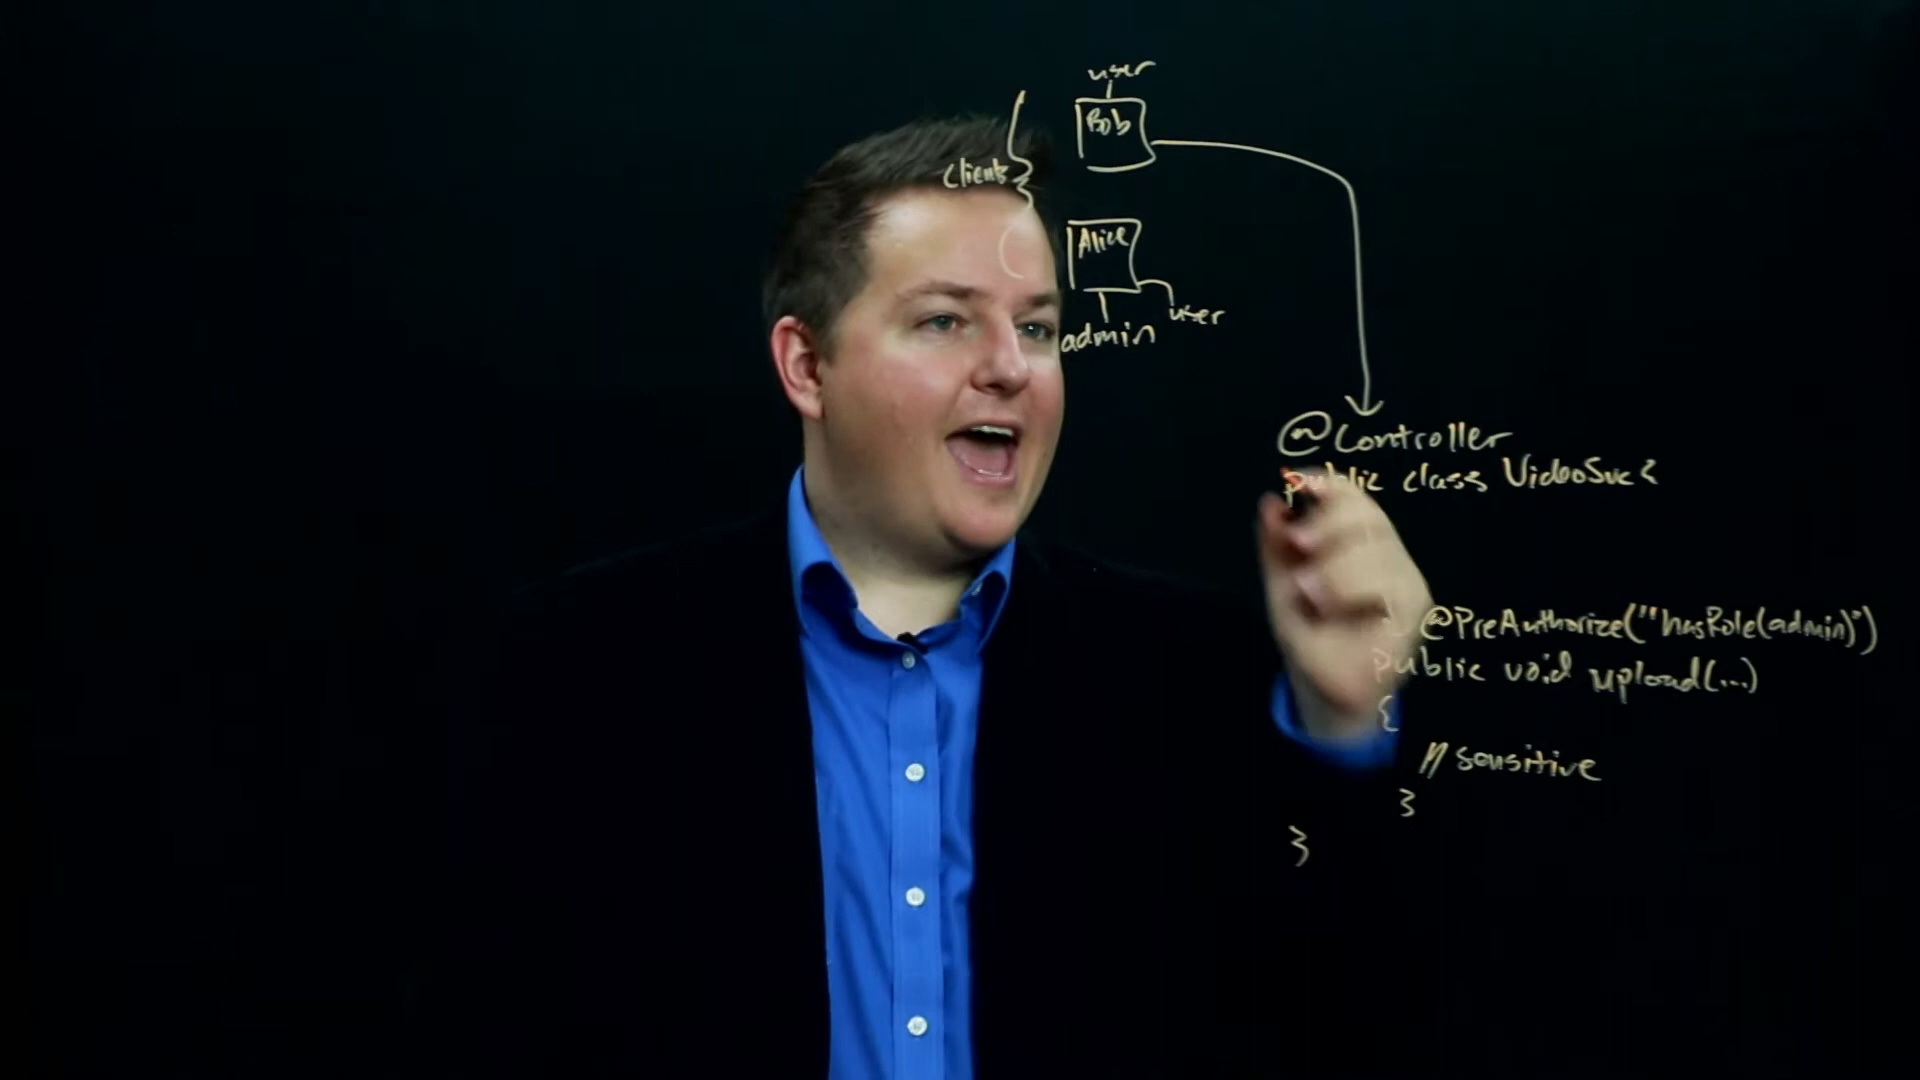 user
Bob
clients
Alice
user
admin
@Controller
public class VideoSvc {
@PreAuthorize("hasRole(admin)")
public void upload(...)
{
// sensitive
}
}